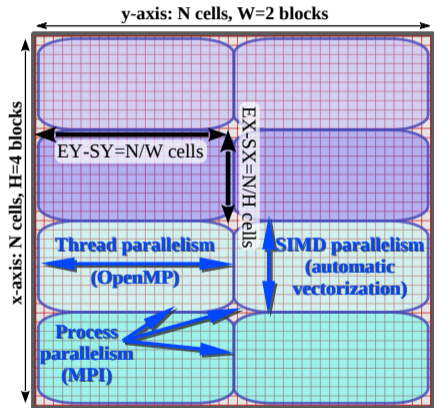 y-axis: N cells, W=2 blocks
x-axis: N cells, H=4 blocks
EY-SY=N/W cells
EX-SX=N/H cells
Thread parallelism
(OpenMP)
SIMD parallelism
(automatic
vectorization)
Process
parallelism
(MPI)